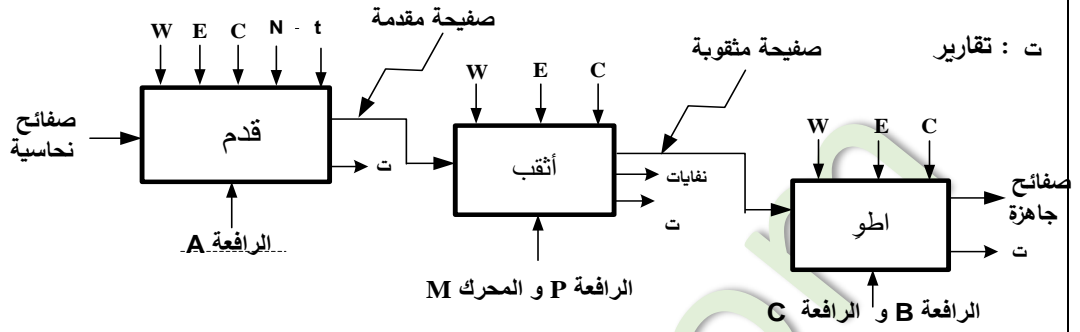 صفيحة مقدمة
W E C N - t
ت : تقارير
صفيحة مثقوبة
W E C
صفائح نحاسية
قدم
ت
W E C
أثقب
نفايات
ت
صفائح جاهزة
اطوِ
ت
الرافعة A
الرافعة P و المحرك M
الرافعة B و الرافعة C